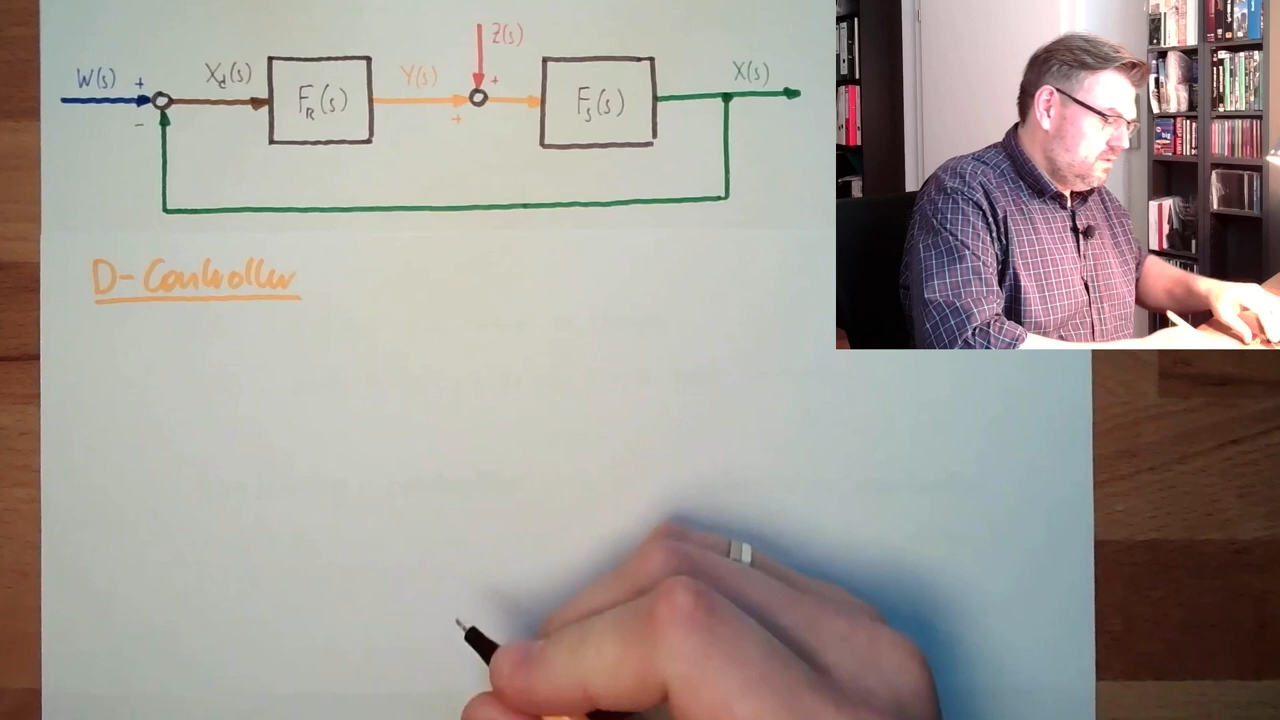 W(s) + X_d(s) F_R(s) Y(s) + Z(s) + F_S(s) X(s)
−
D-Controller